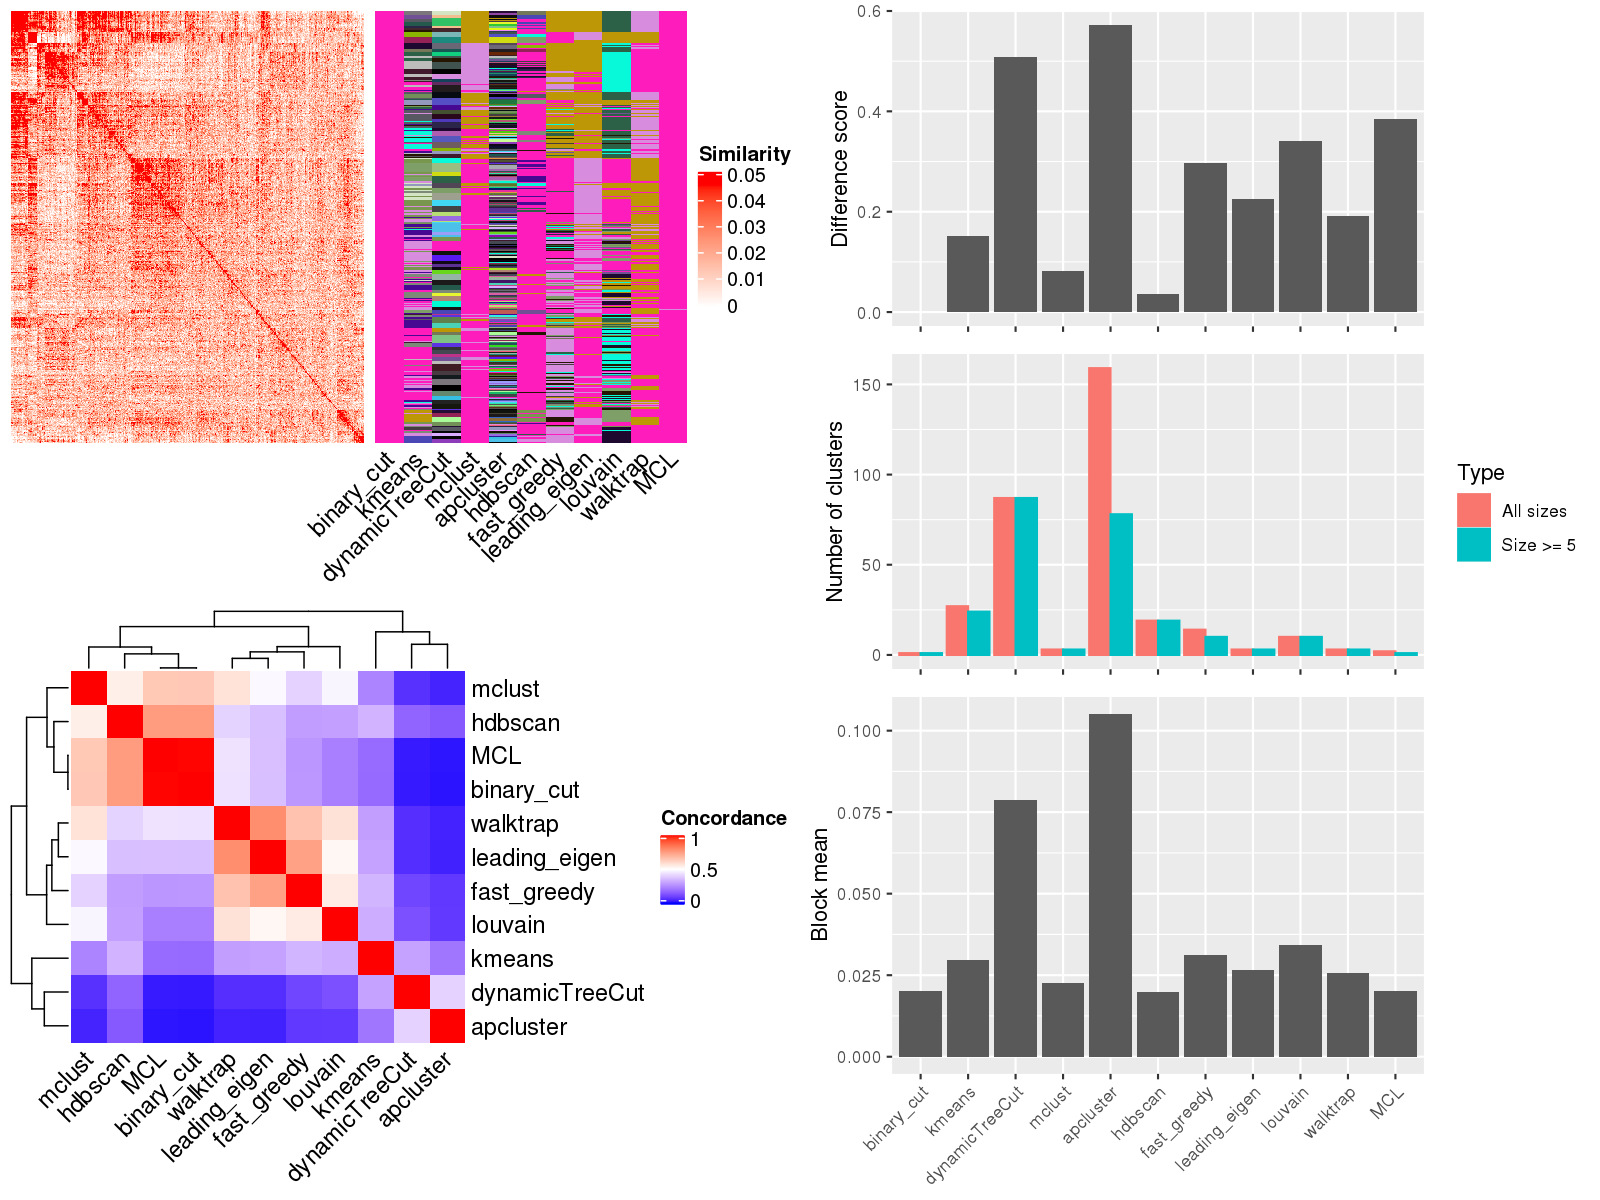 Similarity
0.05
0.04
0.03
0.02
0.01
0
binary_cut
kmeans
dynamicTreeCut
mclust
apcluster
hdbscan
fast_greedy
leading_eigen
louvain
walktrap
MCL
mclust
hdbscan
MCL
binary_cut
walktrap
leading_eigen
fast_greedy
louvain
kmeans
dynamicTreeCut
apcluster
Concordance
1
0.5
0
mclust
hdbscan
MCL
binary_cut
walktrap
leading_eigen
fast_greedy
louvain
kmeans
dynamicTreeCut
apcluster
Difference score
0.6
0.4
0.2
0.0
Number of clusters
150
100
50
0
Type
All sizes
Size >= 5
Block mean
0.100
0.075
0.050
0.025
0.000
binary_cut
kmeans
dynamicTreeCut
mclust
apcluster
hdbscan
fast_greedy
leading_eigen
louvain
walktrap
MCL